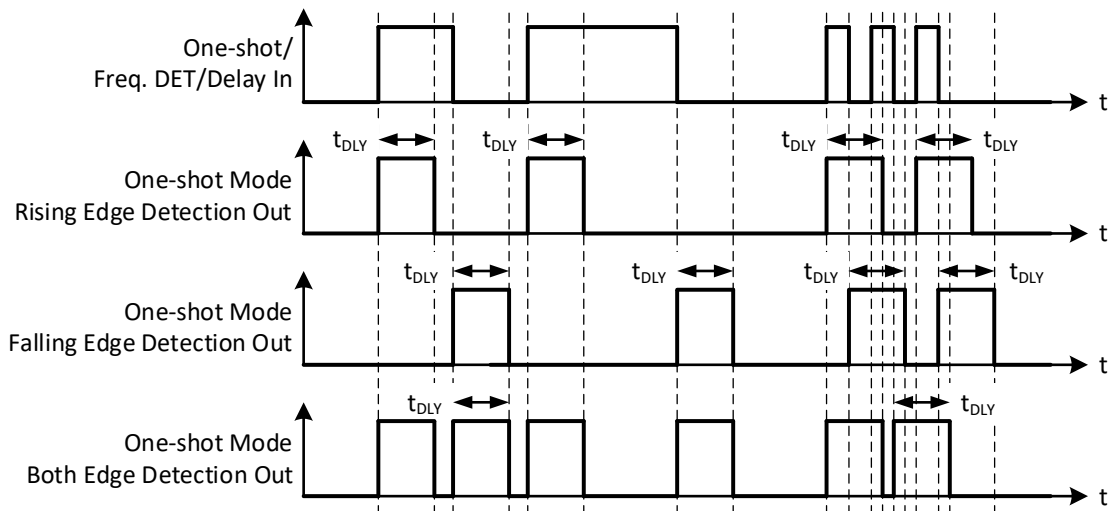 One-shot/
Freq. DET/Delay In
t
t_DLY t_DLY t_DLY t_DLY
One-shot Mode
Rising Edge Detection Out
t
t_DLY t_DLY t_DLY t_DLY
One-shot Mode
Falling Edge Detection Out
t
t_DLY t_DLY
One-shot Mode
Both Edge Detection Out
t